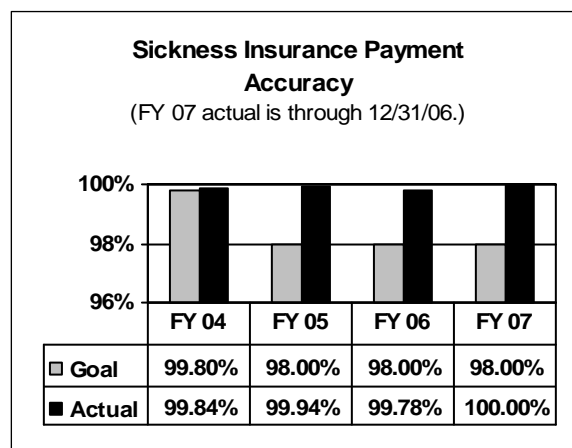 Sickness Insurance Payment
Accuracy
(FY 07 actual is through 12/31/06.)
100%
98%
96%
FY 04 FY 05 FY 06 FY 07
Goal 99.80% 98.00% 98.00% 98.00%
Actual 99.84% 99.94% 99.78% 100.00%